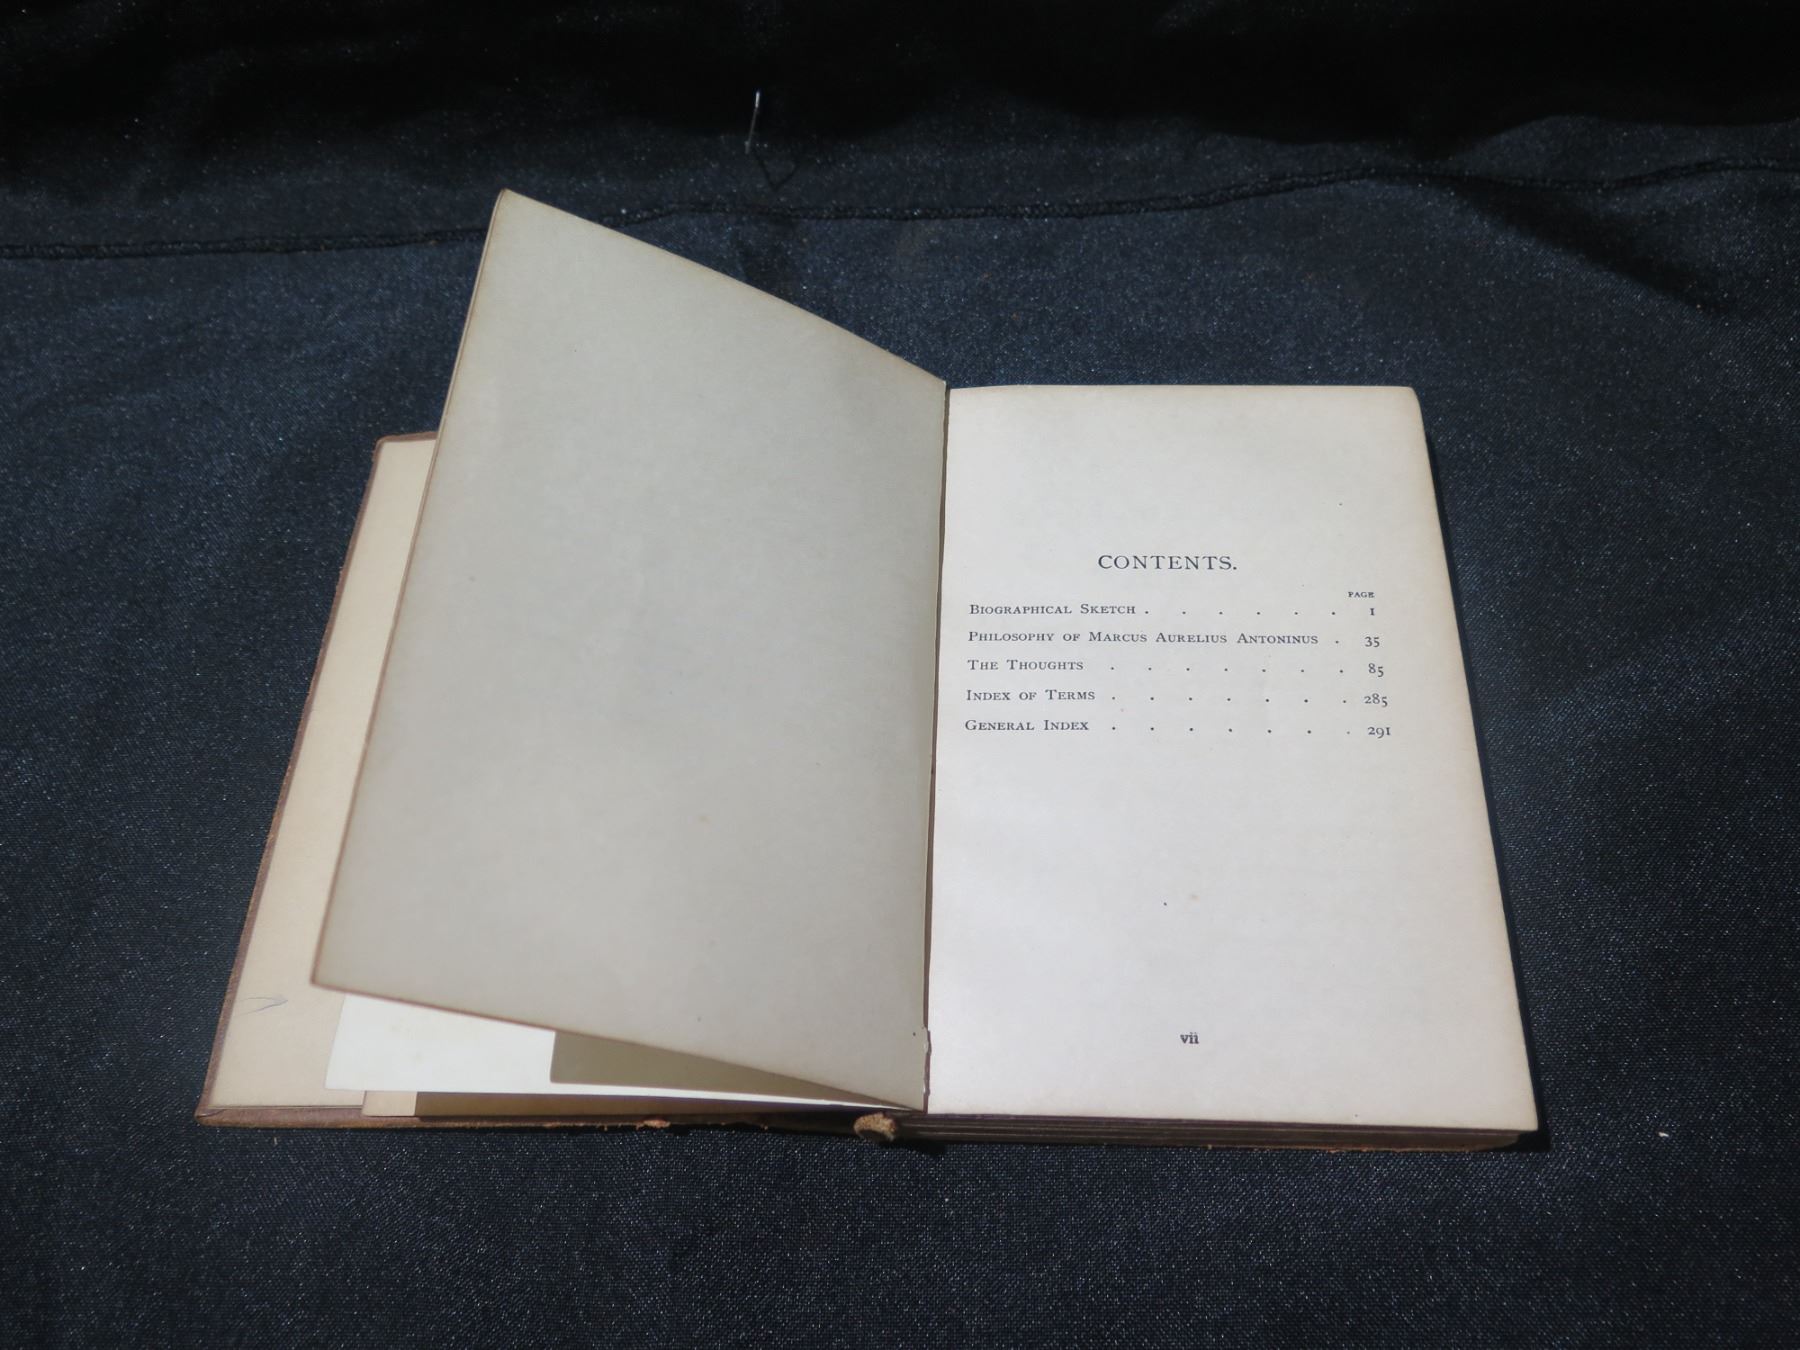 CONTENTS.
PAGE
Biographical Sketch . . . . . . 1
Philosophy of Marcus Aurelius Antoninus . 35
The Thoughts . . . . . . . 85
Index of Terms . . . . . . . 285
General Index . . . . . . . 291
vii